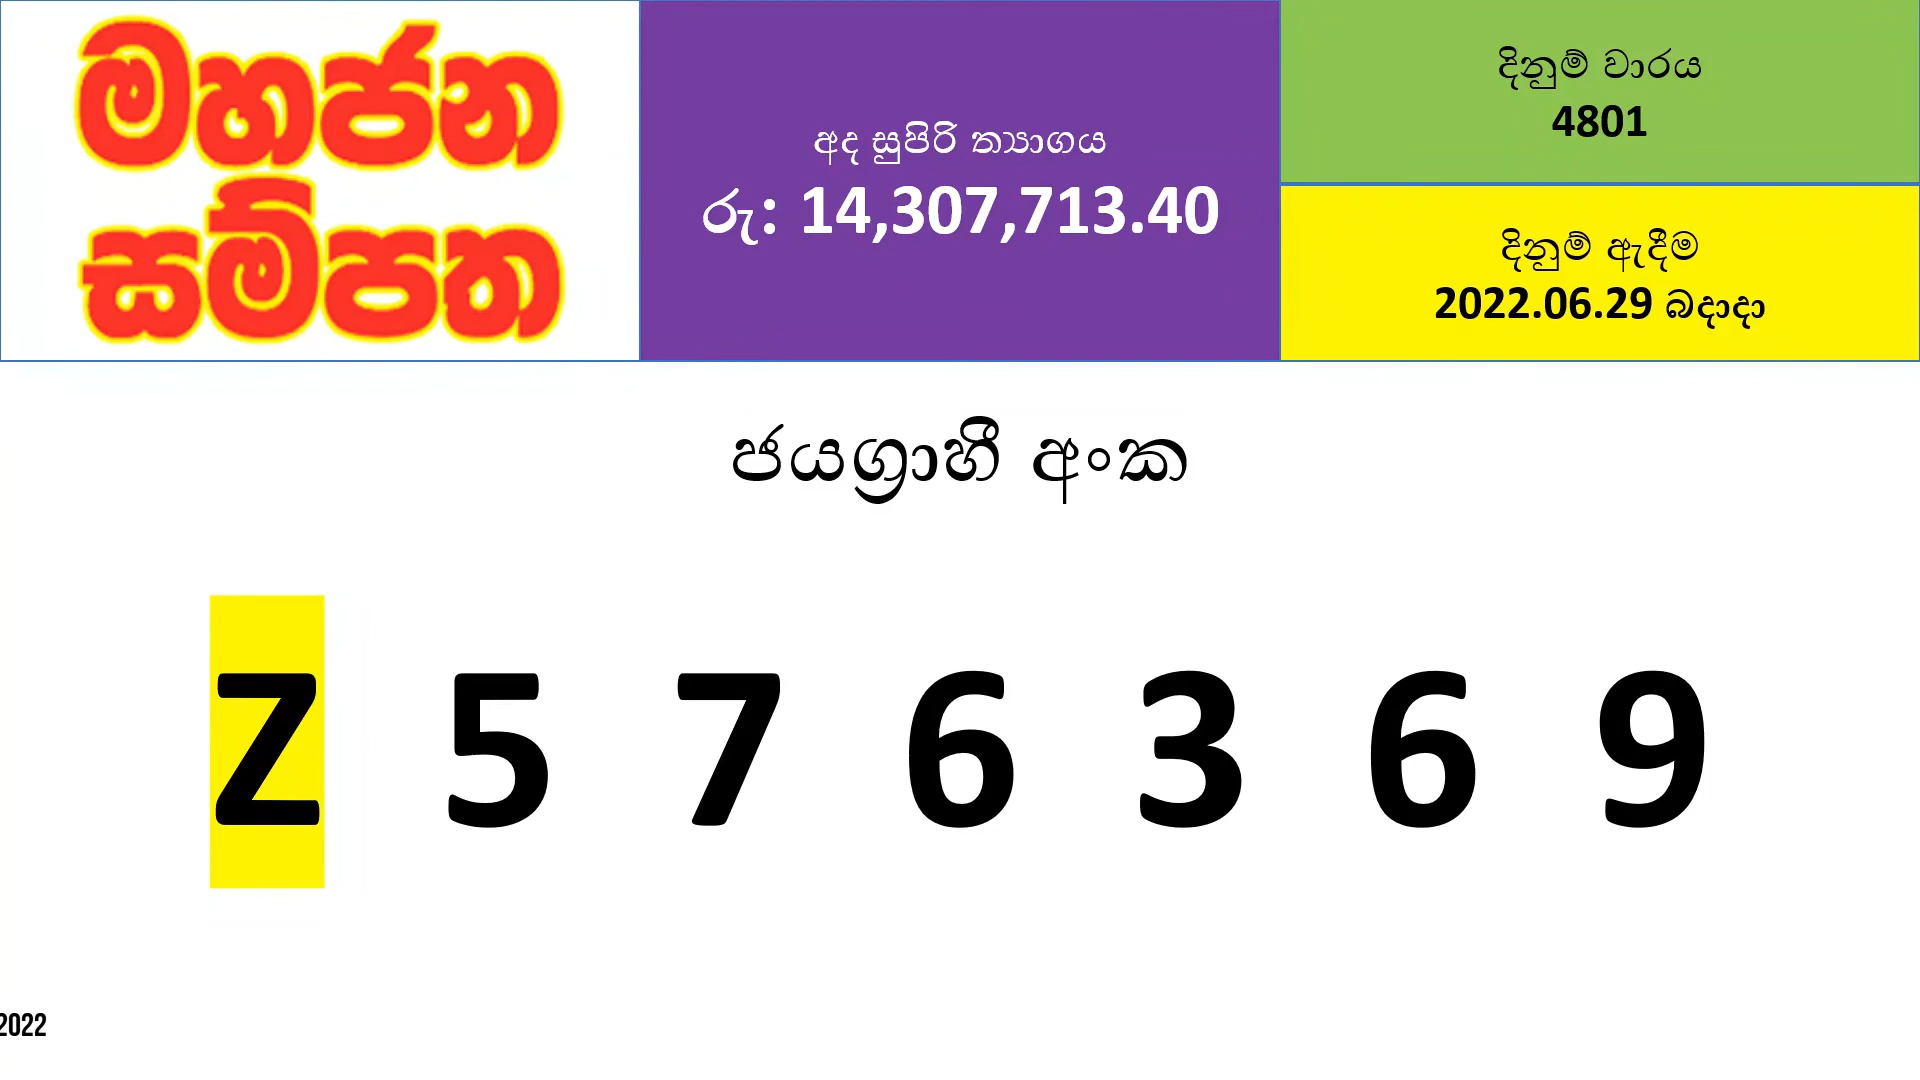 මහජන
සම්පත
අද සුපිරි ත්‍යාගය
රු: 14,307,713.40
දිනුම් වාරය
4801
දිනුම් ඇදීම
2022.06.29 බදාදා
ජයග්‍රාහී අංක
Z 5 7 6 3 6 9
2022